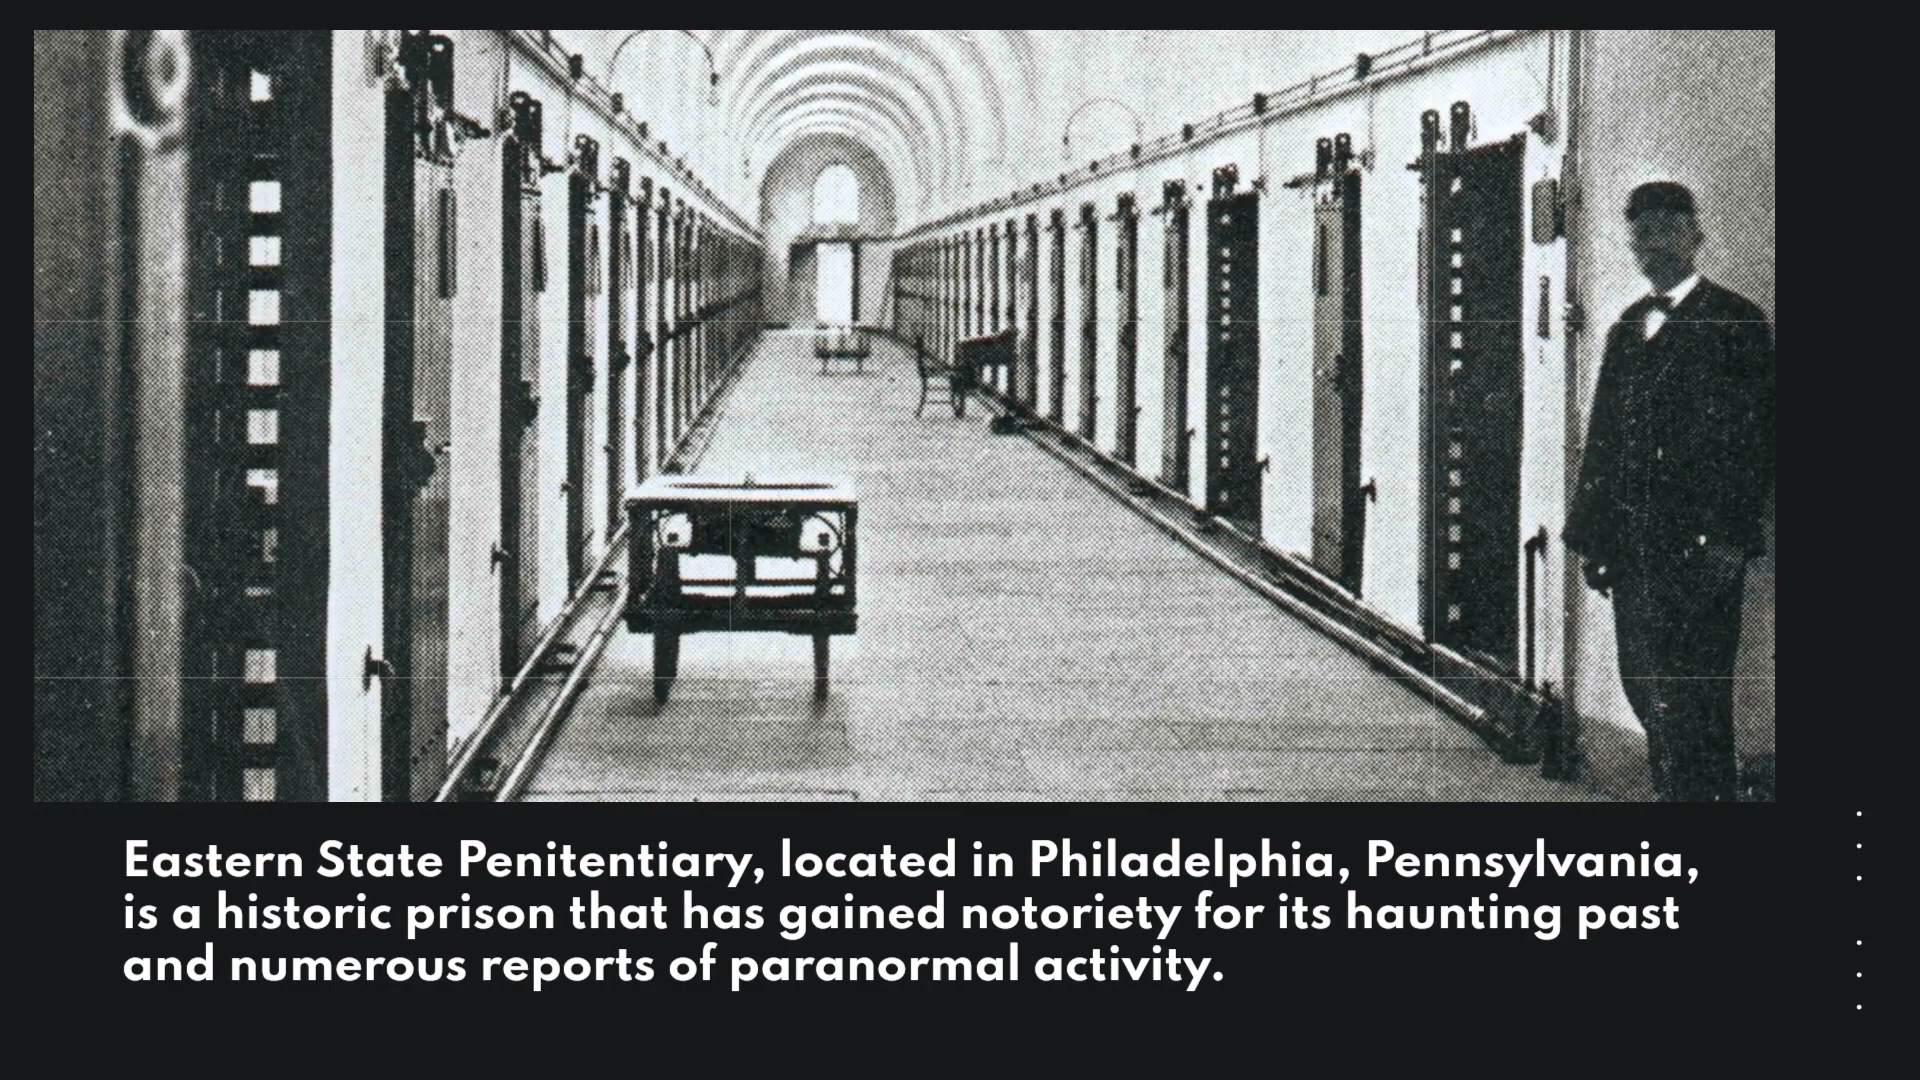 Eastern State Penitentiary, located in Philadelphia, Pennsylvania,
is a historic prison that has gained notoriety for its haunting past
and numerous reports of paranormal activity.